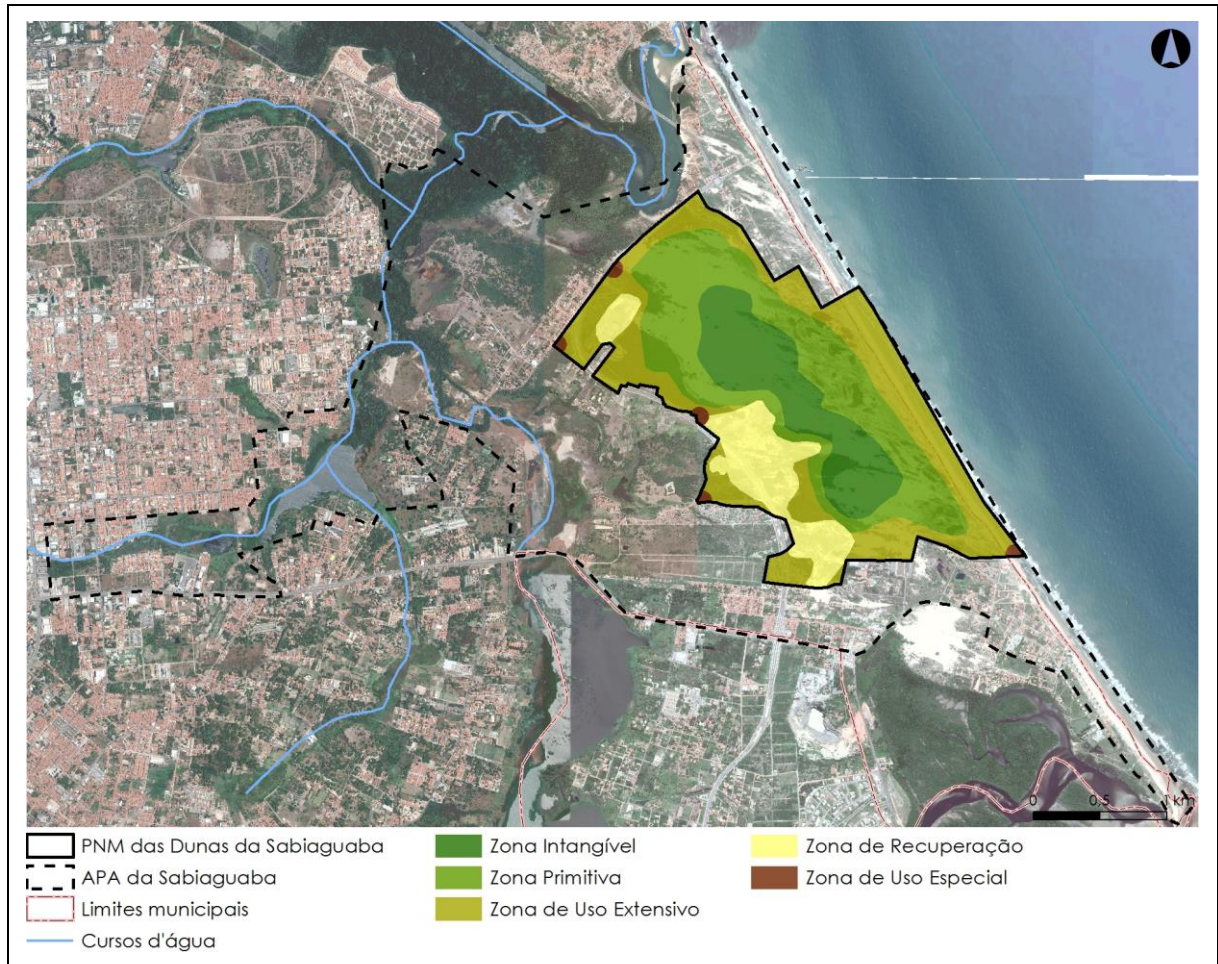 0 0.5 1 km
PNM das Dunas da Sabiaguaba
APA da Sabiaguaba
Limites municipais
Cursos d'água
Zona Intangível
Zona Primitiva
Zona de Uso Extensivo
Zona de Recuperação
Zona de Uso Especial